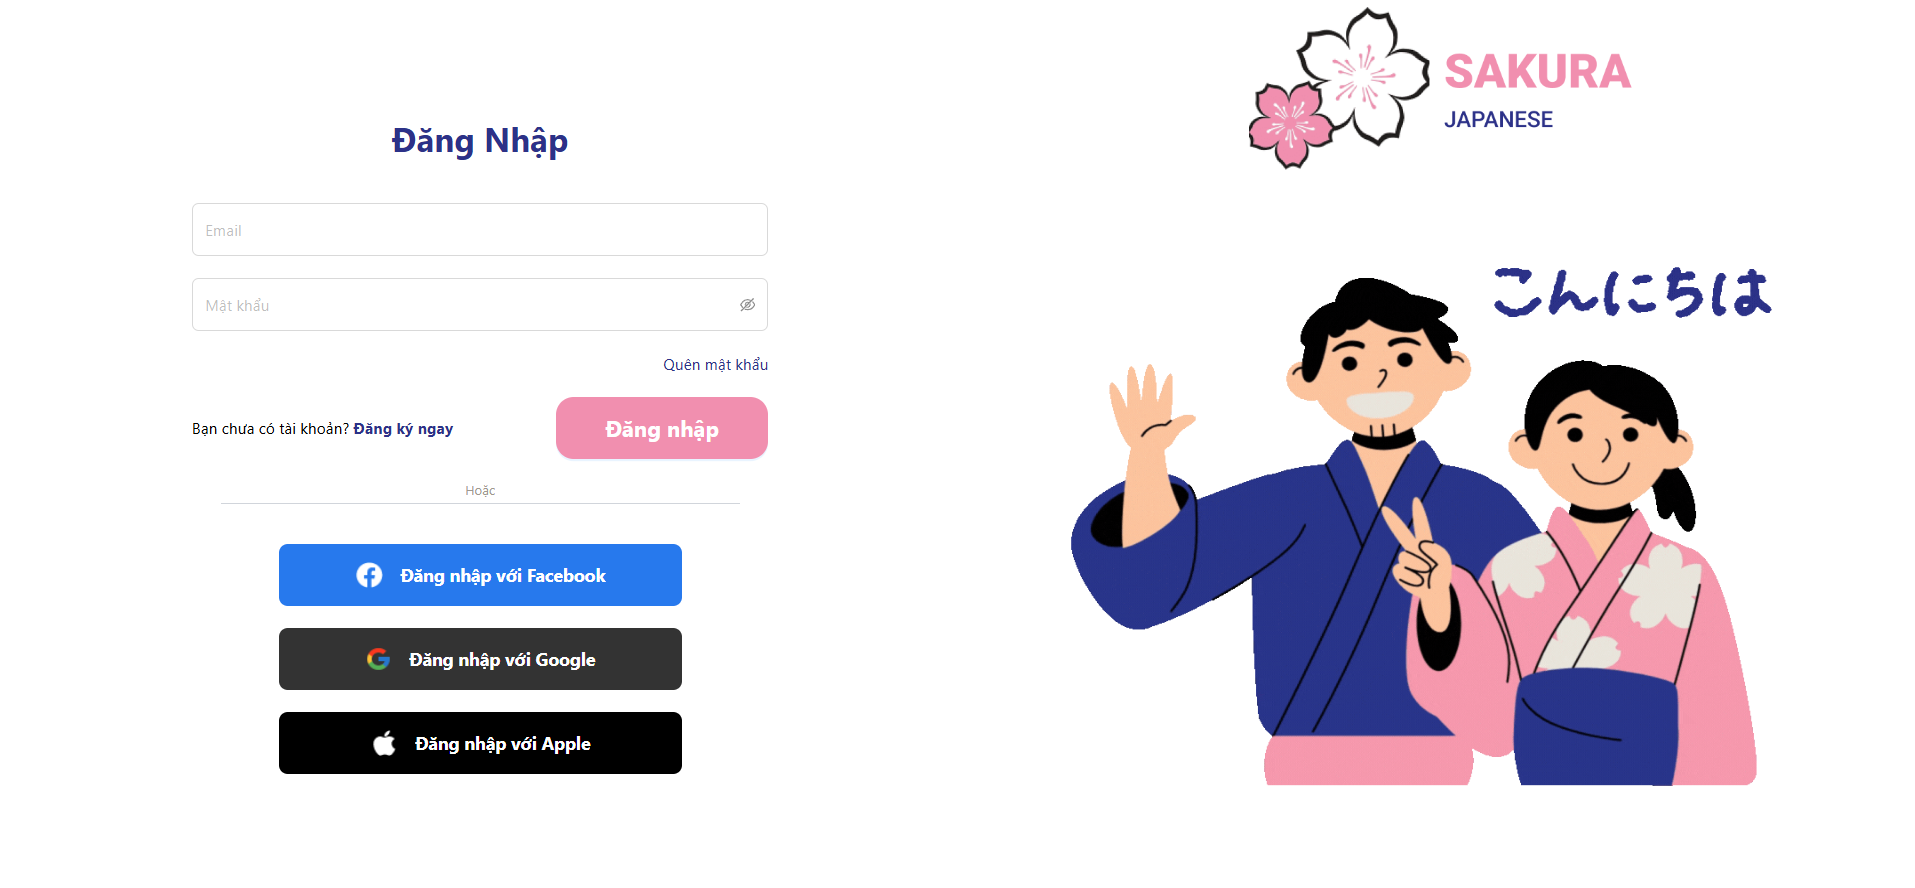 Đăng Nhập
Email
Mật khẩu
Quên mật khẩu
Bạn chưa có tài khoản? Đăng ký ngay
Đăng nhập
Hoặc
Đăng nhập với Facebook
Đăng nhập với Google
Đăng nhập với Apple
SAKURA
JAPANESE
こんにちは